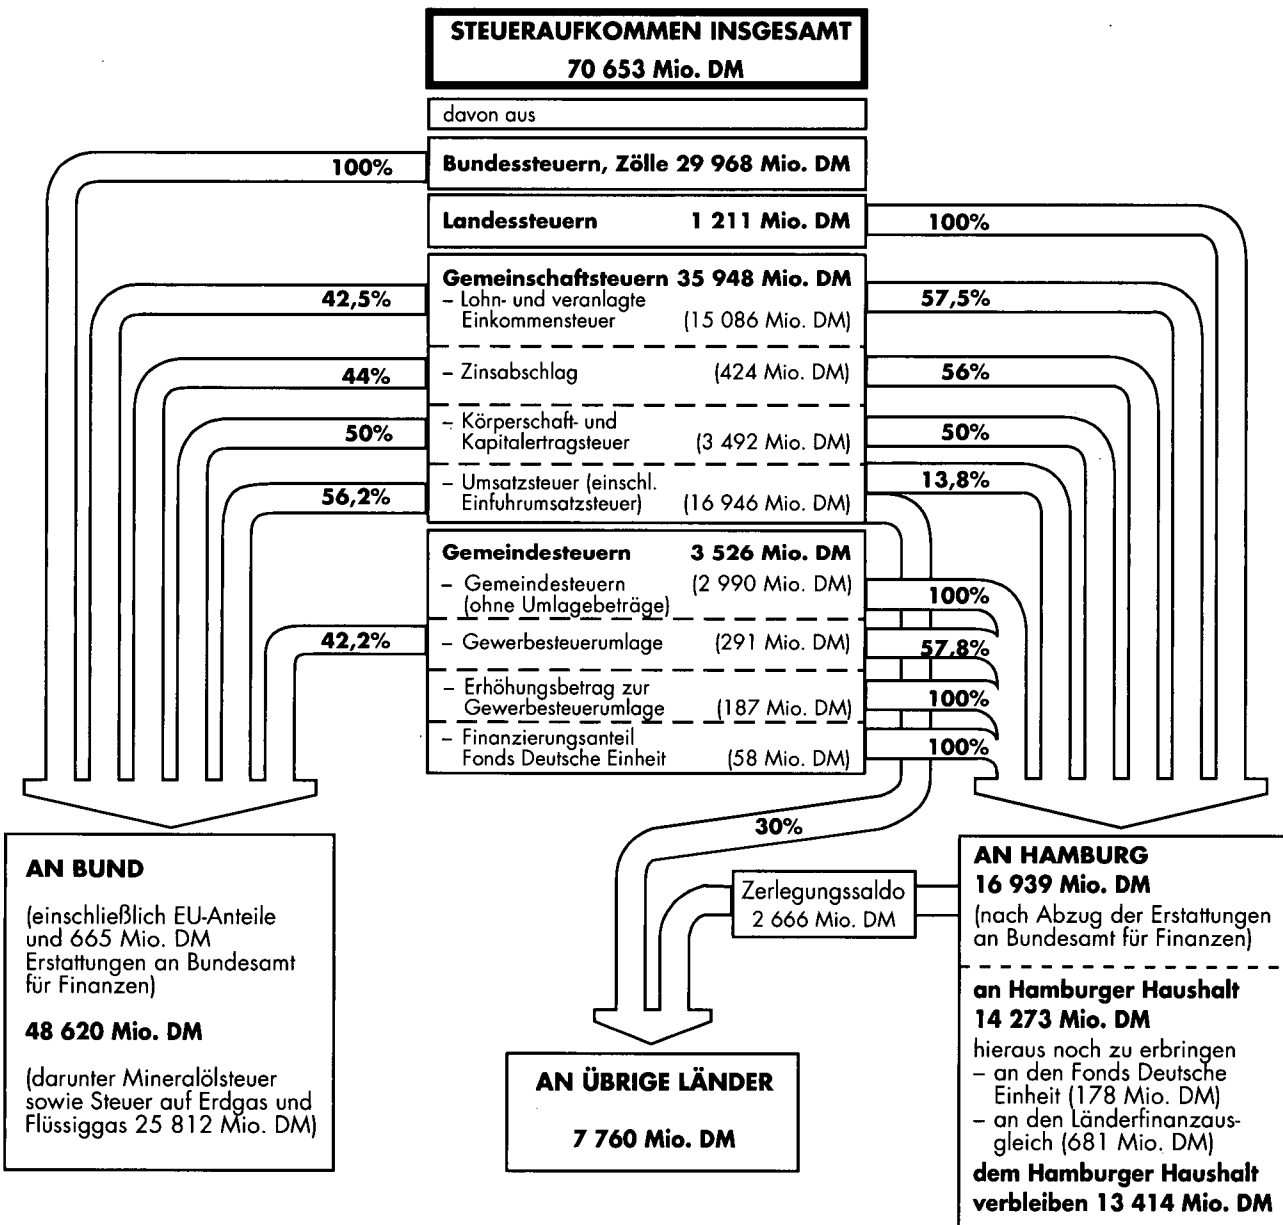 STEUERAUFKOMMEN INSGESAMT
70 653 Mio. DM
davon aus
100%
Bundessteuern, Zölle 29 968 Mio. DM
Landessteuern 1 211 Mio. DM
100%
Gemeinschaftsteuern 35 948 Mio. DM
42,5%
– Lohn- und veranlagte
Einkommensteuer (15 086 Mio. DM)
57,5%
44%
– Zinsabschlag (424 Mio. DM)
56%
50%
– Körperschaft- und
Kapitalertragsteuer (3 492 Mio. DM)
50%
56,2%
– Umsatzsteuer (einschl.
Einfuhrumsatzsteuer) (16 946 Mio. DM)
13,8%
Gemeindesteuern 3 526 Mio. DM
– Gemeindesteuern (2 990 Mio. DM)
(ohne Umlagebeträge)
100%
42,2%
– Gewerbesteuerumlage (291 Mio. DM)
57,8%
– Erhöhungsbetrag zur
Gewerbesteuerumlage (187 Mio. DM)
100%
– Finanzierungsanteil
Fonds Deutsche Einheit (58 Mio. DM)
100%
30%
AN BUND
(einschließlich EU-Anteile
und 665 Mio. DM
Erstattungen an Bundesamt
für Finanzen)
48 620 Mio. DM
(darunter Mineralölsteuer
sowie Steuer auf Erdgas und
Flüssiggas 25 812 Mio. DM)
Zerlegungssaldo
2 666 Mio. DM
AN ÜBRIGE LÄNDER
7 760 Mio. DM
AN HAMBURG
16 939 Mio. DM
(nach Abzug der Erstattungen
an Bundesamt für Finanzen)
an Hamburger Haushalt
14 273 Mio. DM
hieraus noch zu erbringen
– an den Fonds Deutsche
Einheit (178 Mio. DM)
– an den Länderfinanzaus-
gleich (681 Mio. DM)
dem Hamburger Haushalt
verbleiben 13 414 Mio. DM